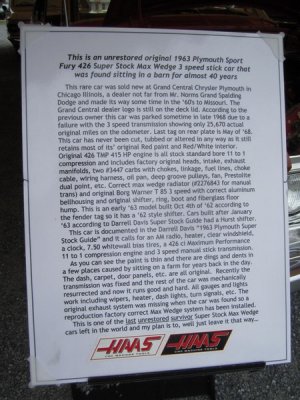 This is an unrestored original 1963 Plymouth Sport
Fury 426 Super Stock Max Wedge 3 speed stick car that
was found sitting in a barn for almost 40 years
This rare car was sold new at Grand Central Chrysler Plymouth in
Chicago Illinois, a dealer not far from Mr. Norms Grand Spalding
Dodge and made its way some time in the '60's to Missouri. The
Grand Central dealer logo is still on the deck lid. According to the
previous owner this car was parked sometime in late 1968 due to a
failure with the 3 speed transmission showing only 25,670 actual
original miles on the odometer. Last tag on rear plate is May of '68.
This car has never been cut, tubbed or altered in any way as it still
retains most of its' original Red paint and Red/White interior.
Original 426 TMP 415 HP engine is all stock standard bore 11 to 1
compression and includes factory original heads, intake, exhaust
manifolds, two #3447 carbs with chokes, linkage, fuel lines, choke
cable, wiring harness, oil pan, deep groove pulleys, fan, Prestolite
dual point, etc. Correct max wedge radiator (#2276843 for manual
trans) and original Borg Warner T 85 3 speed with correct aluminum
bellhousing and original shifter, ring, boot and fiberglass floor
hump. This is an early '63 model built Oct 4th of '62 according to
the fender tag so it has a '62 style shifter. Cars built after January
'63 according to Darrell Davis Super Stock Guide had a Hurst shifter.
This car is documented in the Darrell Davis "1963 Plymouth Super
Stock Guide" and it calls for an AM radio, heater, clear windshield,
a clock, 7.50 whitewall bias tires, a 426 ci Maximum Performance
11 to 1 compression engine and 3 speed manual stick transmission.
As you can see the paint is thin and there are dings and dents in
a few places caused by sitting on a farm for years back in the day.
The dash, carpet, door panels, etc. are all original. Recently the
transmission was fixed and the rest of the car was mechanically
resurrected and now it runs good and hard. All gauges and lights
work including wipers, heater, dash lights, turn signals, etc. The
original exhaust system was missing when the car was found so a
reproduction factory correct Max Wedge system has been installed.
This is one of the last unrestored survivor Super Stock Max Wedge
cars left in the world and my plan is to, well just leave it that way...
HAAS HAAS